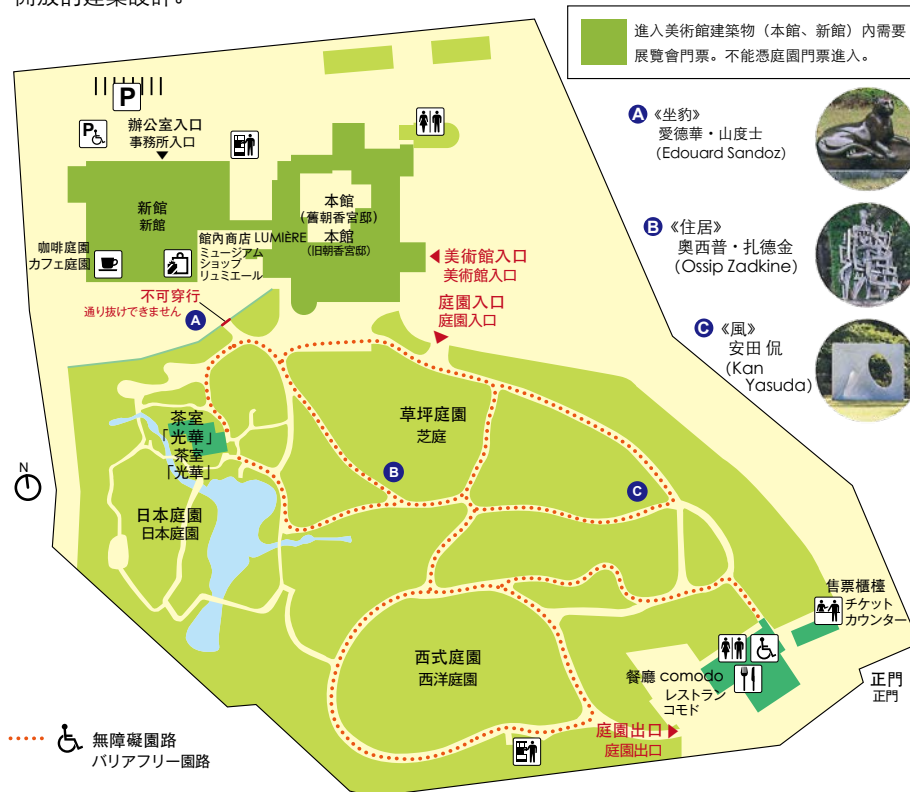 開放的建築設計。
進入美術館建築物（本館、新館）內需要
展覽會門票。不能憑庭園門票進入。
P
P
辦公室入口
事務所入口
新館
新館
本館
(舊朝香宮邸)
本館
(旧朝香宮邸)
咖啡庭園
カフェ庭園
館內商店 LUMIÈRE
ミュージアム
ショップ
リュミエール
美術館入口
美術館入口
不可穿行
通り抜けできません
庭園入口
庭園入口
A
A 《坐豹》
愛德華・山度士
(Edouard Sandoz)
B 《住居》
奧西普・扎德金
(Ossip Zadkine)
C 《風》
安田 侃
(Kan
Yasuda)
草坪庭園
芝庭
茶室
「光華」
茶室
「光華」
B
C
N
日本庭園
日本庭園
西式庭園
西洋庭園
售票櫃檯
チケット
カウンター
餐廳 comodo
レストラン
コモド
正門
正門
庭園出口
庭園出口
無障礙園路
バリアフリー園路